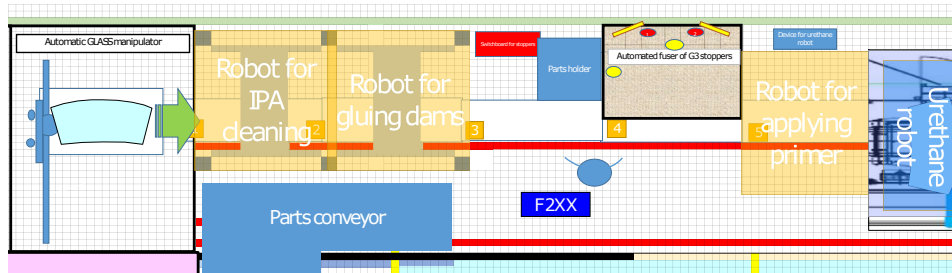 Automatic GLASS manipulator
Robot for
IPA
cleaning
Robot for
gluing dams
Switchboard for stoppers
Parts holder
1
2
Automated fuser of G3 stoppers
Device for urethane
robot
Robot for
applying
primer
Urethane
robot
2
3
4
5
F2XX
Parts conveyor